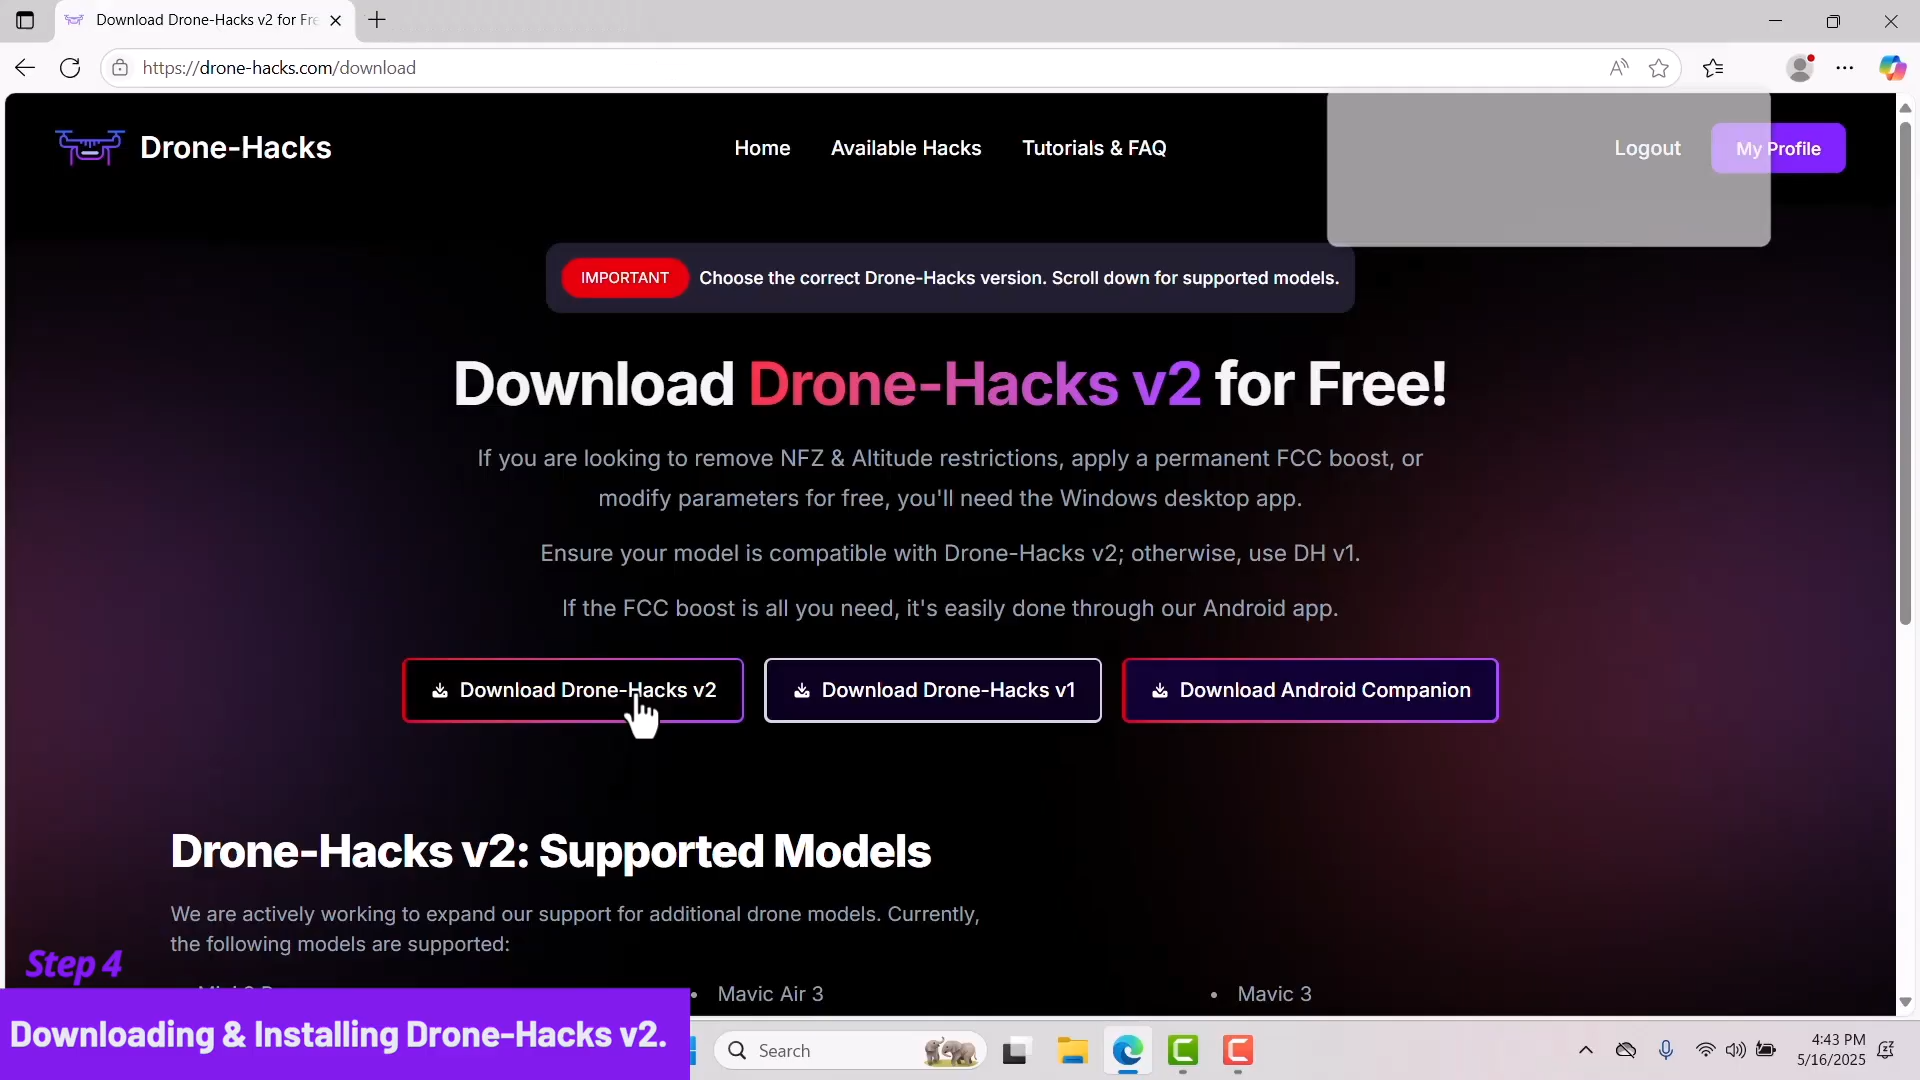 Download Drone-Hacks v2 for Fre
https://drone-hacks.com/download
Drone-Hacks
Home
Available Hacks
Tutorials & FAQ
Logout
My Profile
IMPORTANT
Choose the correct Drone-Hacks version. Scroll down for supported models.
Download Drone-Hacks v2 for Free!
If you are looking to remove NFZ & Altitude restrictions, apply a permanent FCC boost, or
modify parameters for free, you'll need the Windows desktop app.
Ensure your model is compatible with Drone-Hacks v2; otherwise, use DH v1.
If the FCC boost is all you need, it's easily done through our Android app.
Download Drone-Hacks v2
Download Drone-Hacks v1
Download Android Companion
Drone-Hacks v2: Supported Models
We are actively working to expand our support for additional drone models. Currently,
the following models are supported:
• Mavic Air 3
• Mavic 3
Step 4
Downloading & Installing Drone-Hacks v2.
Search
4:43 PM
5/16/2025